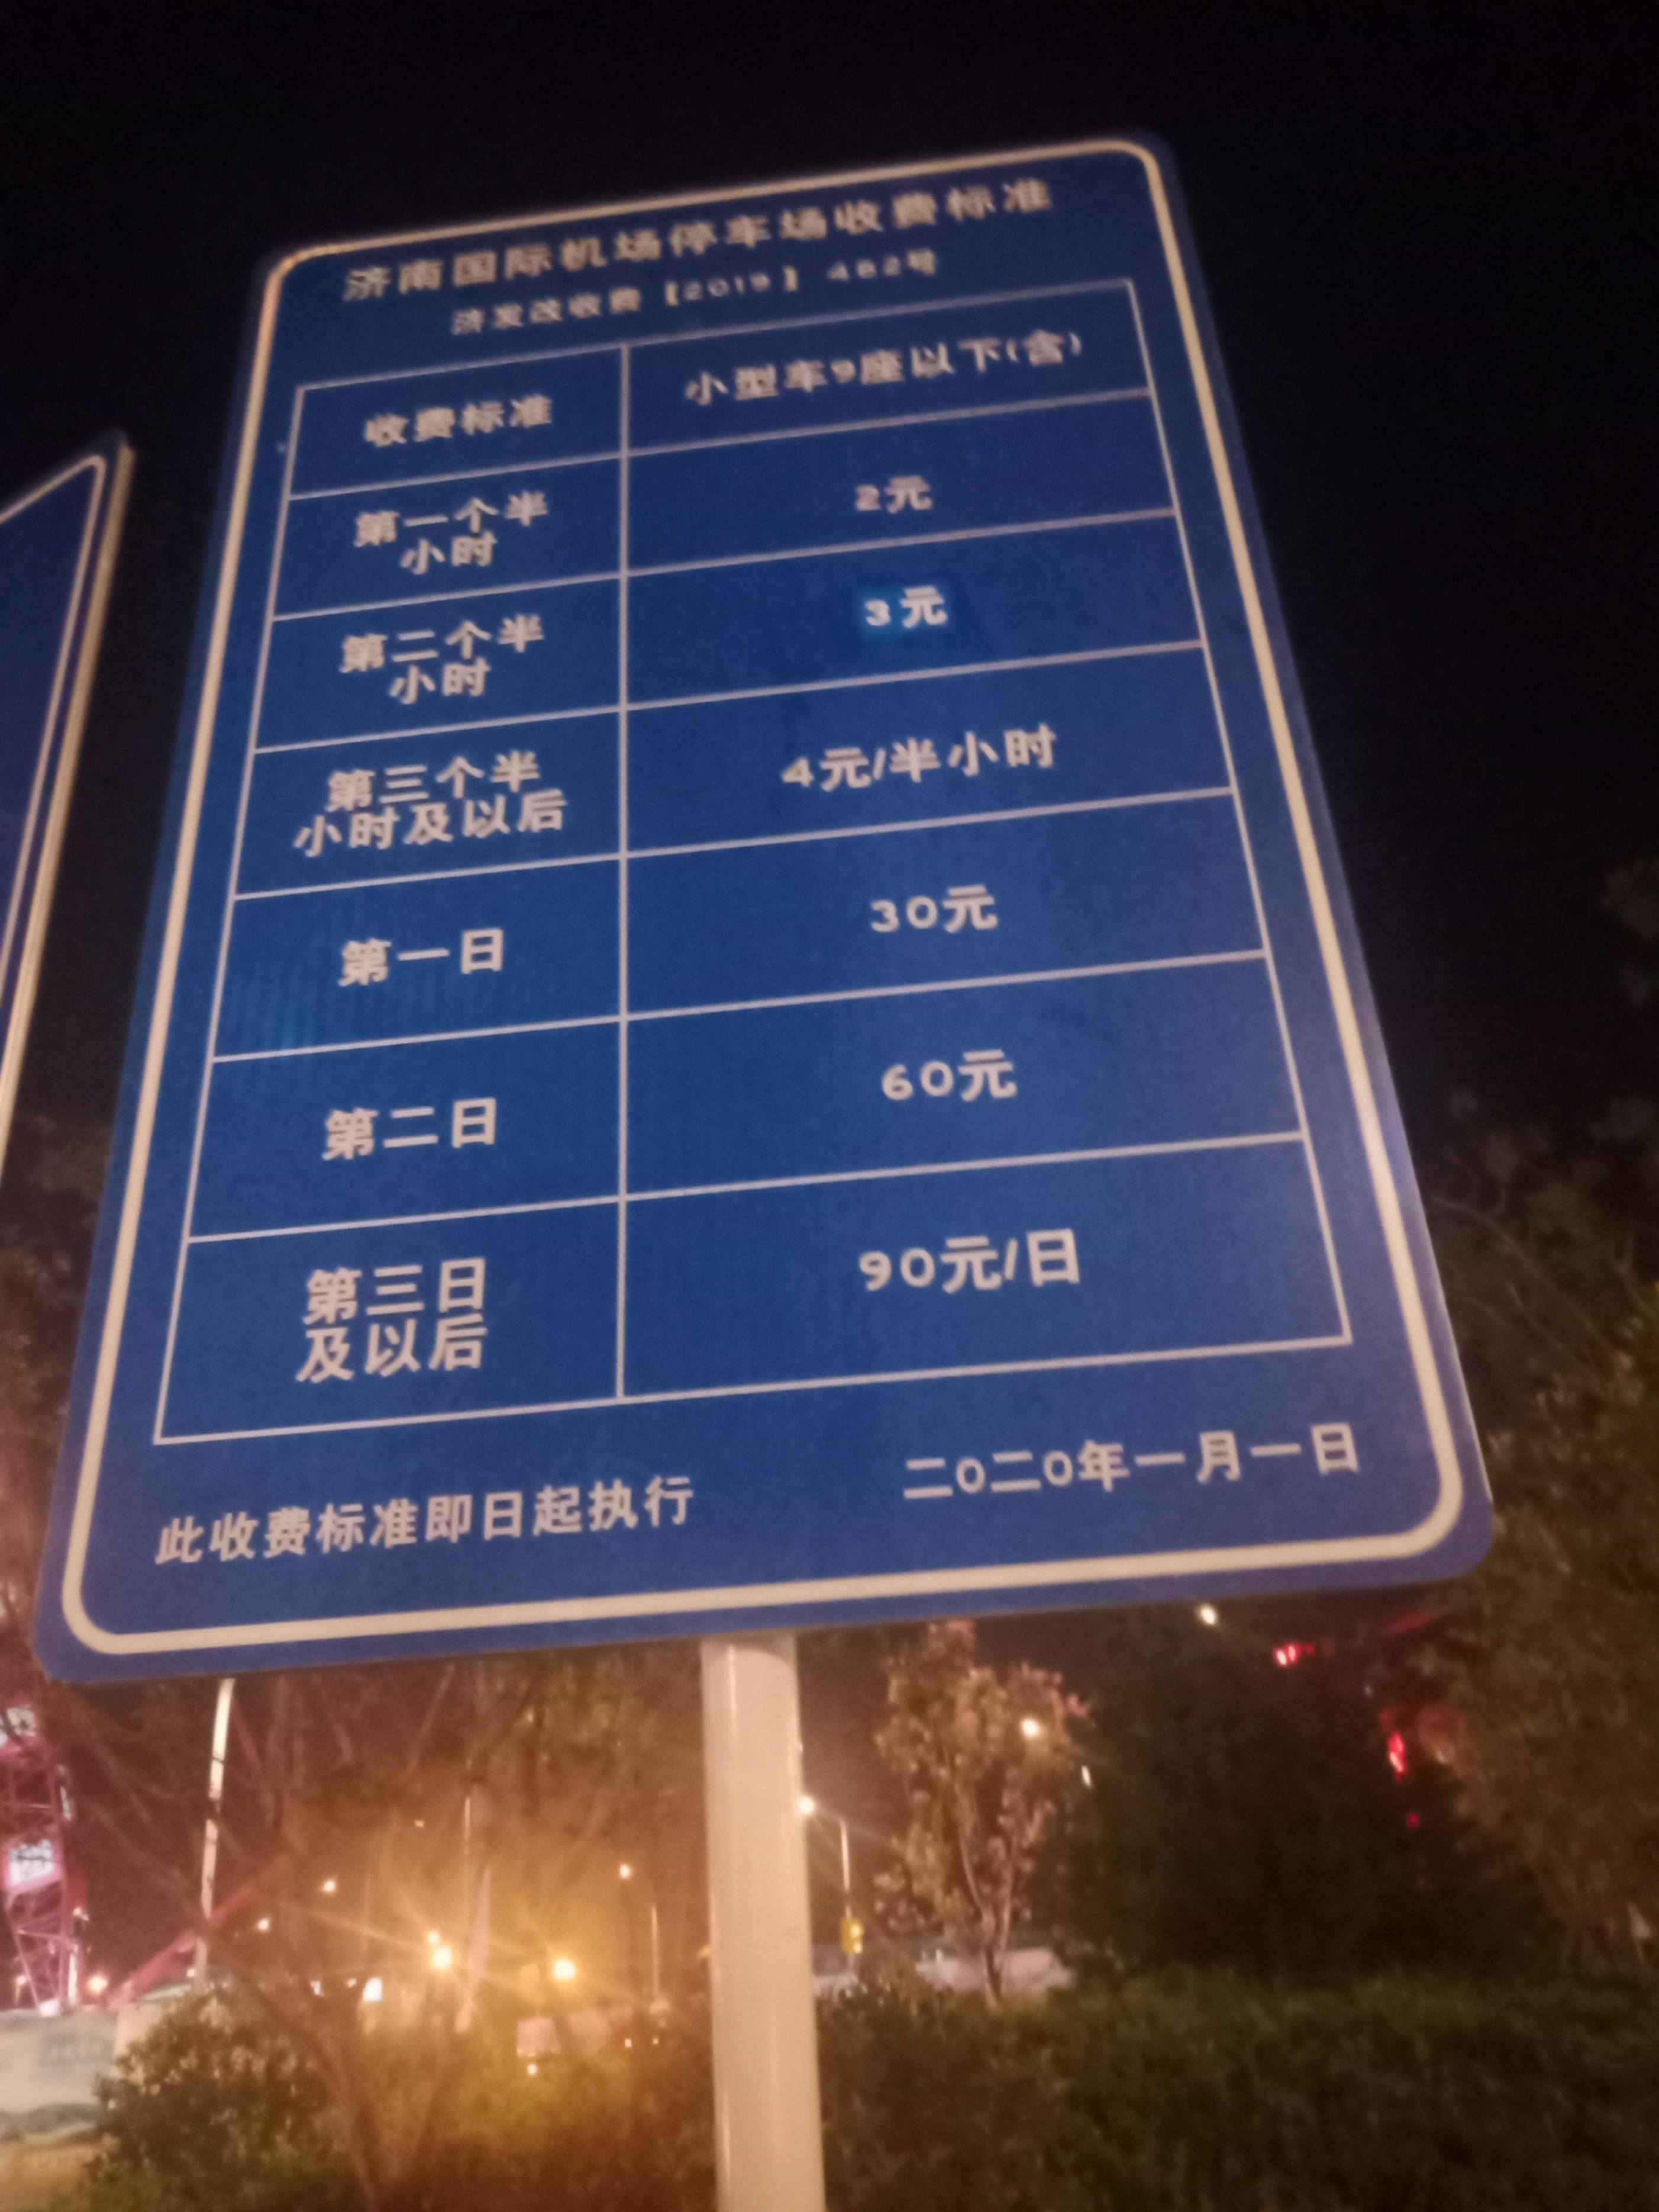 济南国际机场停车场收费标准
济发改收费【2019】 482号
收费标准
小型车9座以下(含)
第一个半
小时
2元
第二个半
小时
3元
第三个半
小时及以后
4元/半小时
第一日
30元
第二日
60元
第三日
及以后
90元/日
此收费标准即日起执行
二0二0年一月一日